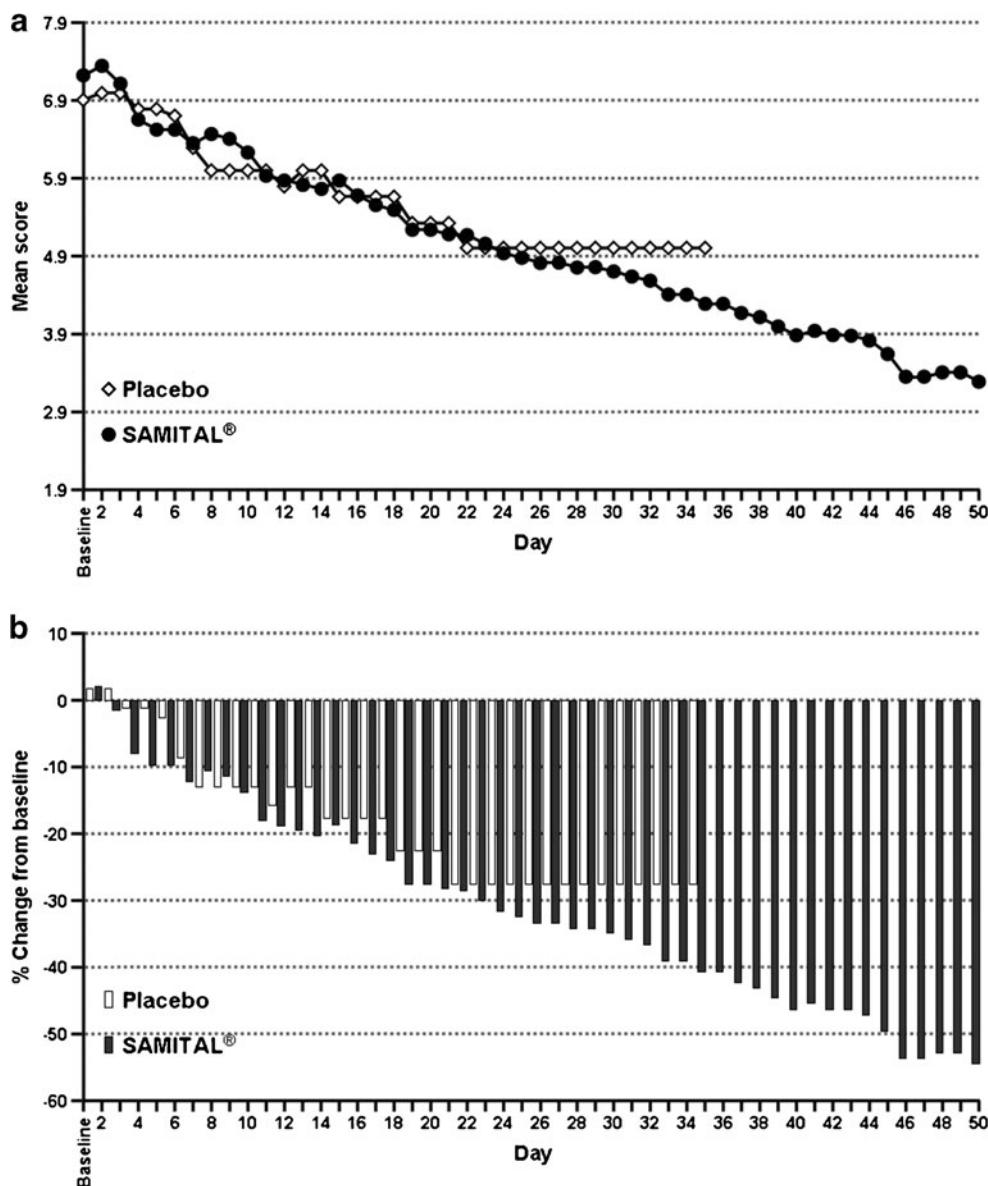 a
7.9
6.9
5.9
4.9
3.9
2.9
1.9
Mean score
Placebo
SAMITAL®
Baseline 2 4 6 8 10 12 14 16 18 20 22 24 26 28 30 32 34 36 38 40 42 44 46 48 50
Day
b
10
0
-10
-20
-30
-40
-50
-60
% Change from baseline
Placebo
SAMITAL®
Baseline 2 4 6 8 10 12 14 16 18 20 22 24 26 28 30 32 34 36 38 40 42 44 46 48 50
Day